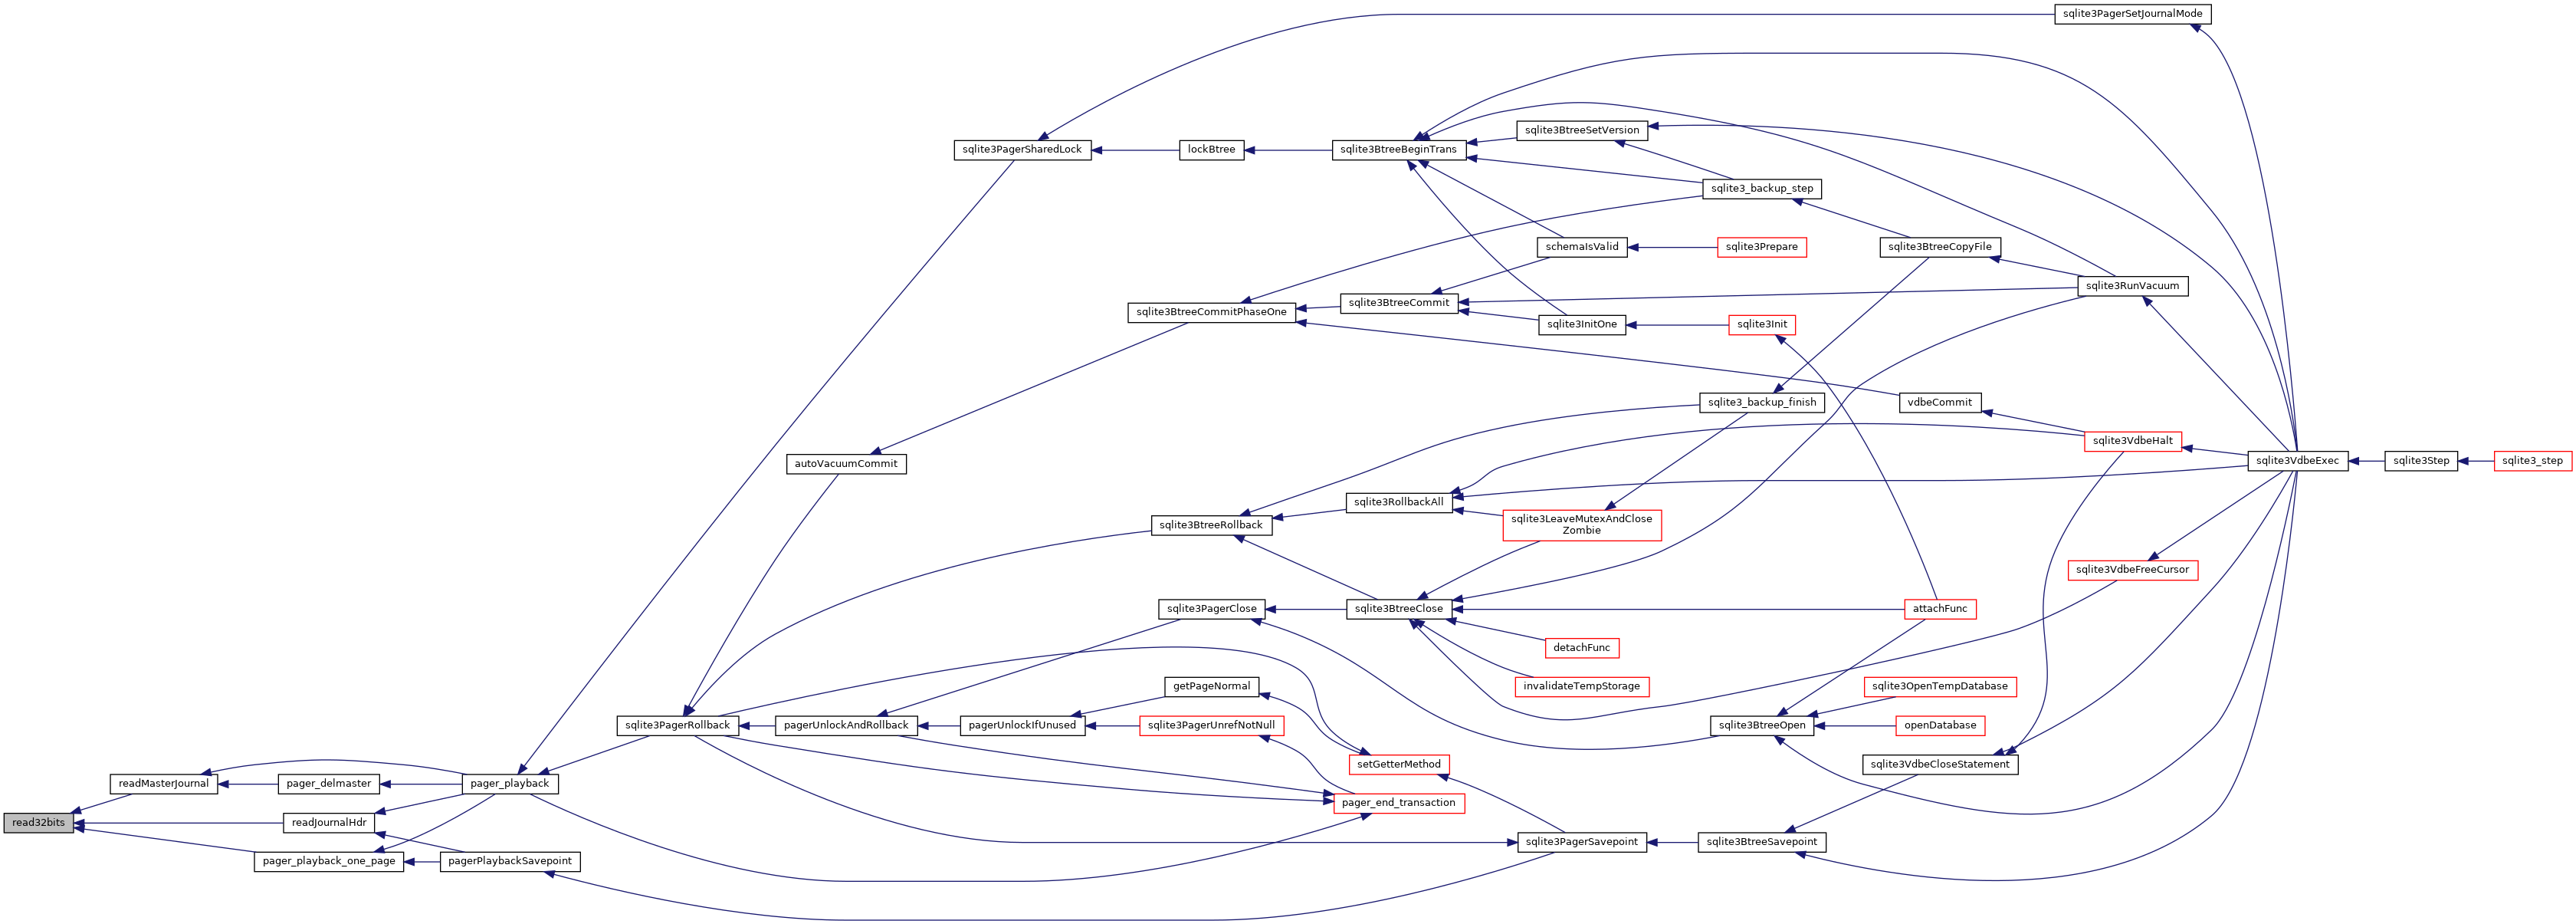 sqlite3PagerSetJournalMode
sqlite3BtreeSetVersion
sqlite3PagerSharedLock
lockBtree
sqlite3BtreeBeginTrans
sqlite3_backup_step
schemaIsValid
sqlite3Prepare
sqlite3BtreeCopyFile
sqlite3RunVacuum
sqlite3BtreeCommit
sqlite3BtreeCommitPhaseOne
sqlite3InitOne
sqlite3Init
sqlite3_backup_finish
vdbeCommit
sqlite3VdbeHalt
autoVacuumCommit
sqlite3VdbeExec
sqlite3Step
sqlite3_step
sqlite3RollbackAll
sqlite3BtreeRollback
sqlite3LeaveMutexAndClose
Zombie
sqlite3VdbeFreeCursor
sqlite3PagerClose
sqlite3BtreeClose
attachFunc
detachFunc
getPageNormal
invalidateTempStorage
sqlite3OpenTempDatabase
sqlite3PagerRollback
pagerUnlockAndRollback
pagerUnlockIfUnused
sqlite3PagerUnrefNotNull
sqlite3BtreeOpen
openDatabase
setGetterMethod
sqlite3VdbeCloseStatement
readMasterJournal
pager_delmaster
pager_playback
pager_end_transaction
read32bits
readJournalHdr
sqlite3PagerSavepoint
sqlite3BtreeSavepoint
pager_playback_one_page
pagerPlaybackSavepoint